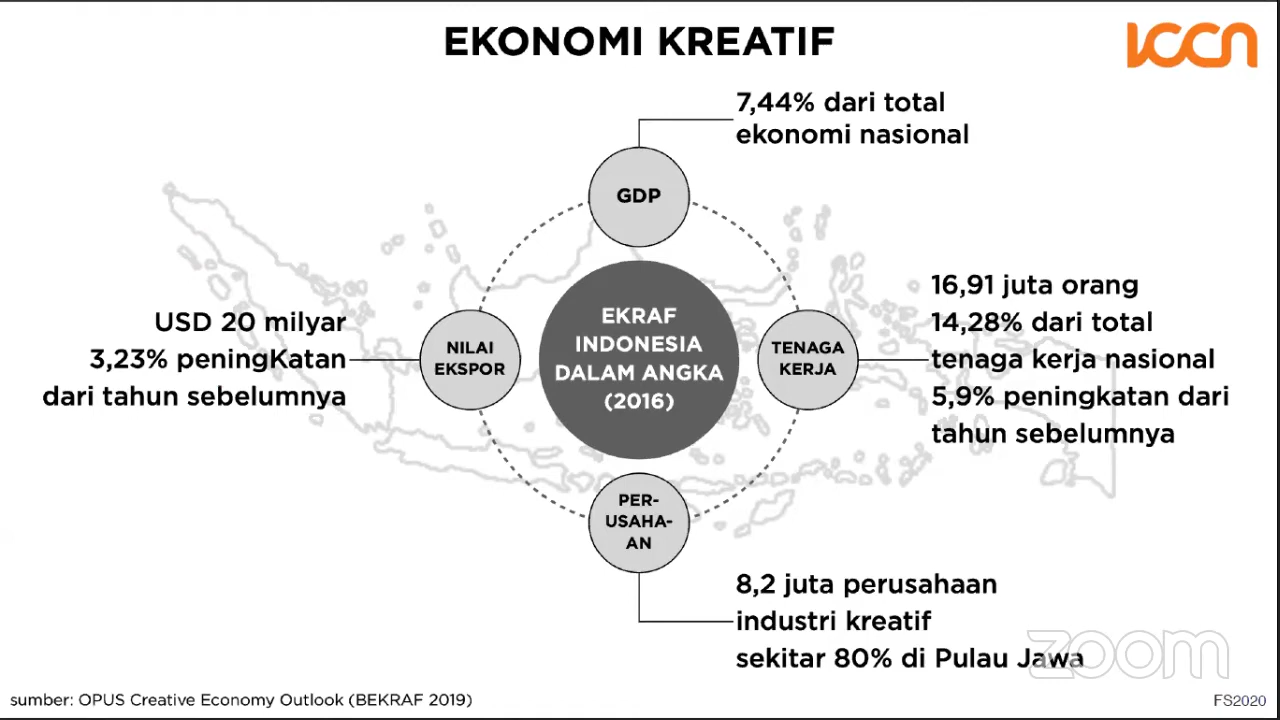 EKONOMI KREATIF
ICCN
7,44% dari total
ekonomi nasional
GDP
16,91 juta orang
14,28% dari total
tenaga kerja nasional
5,9% peningkatan dari
tahun sebelumnya
TENAGA
KERJA
EKRAF
INDONESIA
DALAM ANGKA
(2016)
USD 20 milyar
3,23% peningKatan
dari tahun sebelumnya
NILAI
EKSPOR
PER-
USAHA-
AN
8,2 juta perusahaan
industri kreatif
sekitar 80% di Pulau Jawa
zoom
sumber: OPUS Creative Economy Outlook (BEKRAF 2019)
FS2020